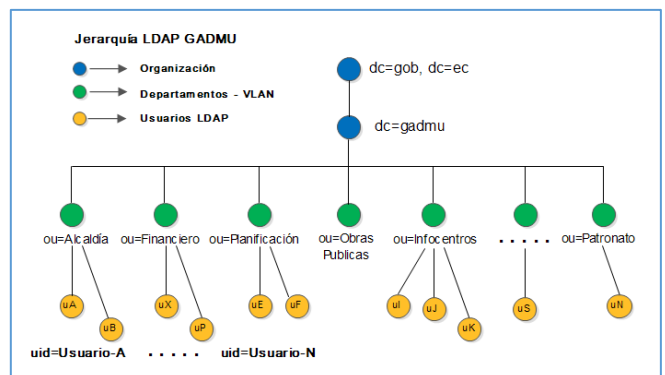 Jerarquía LDAP GADMU
Organización
Departamentos - VLAN
Usuarios LDAP
dc=gob, dc=ec
dc=gadmu
ou=Alcaldía
ou=Financiero
ou=Planificación
ou=Obras
Publicas
ou=Infocentros
. . . . .
ou=Patronato
uA
uB
uX
uP
uE
uF
uI
uJ
uK
uS
uN
uid=Usuario-A . . . . . uid=Usuario-N